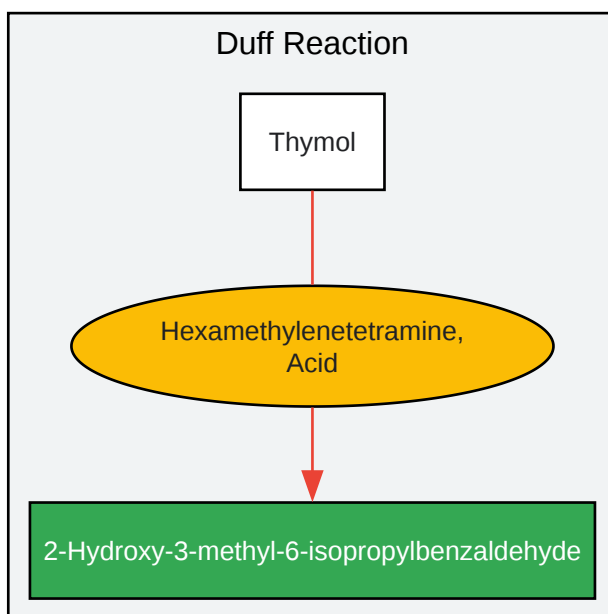 Duff Reaction
Thymol
Hexamethylenetetramine,
Acid
2-Hydroxy-3-methyl-6-isopropylbenzaldehyde